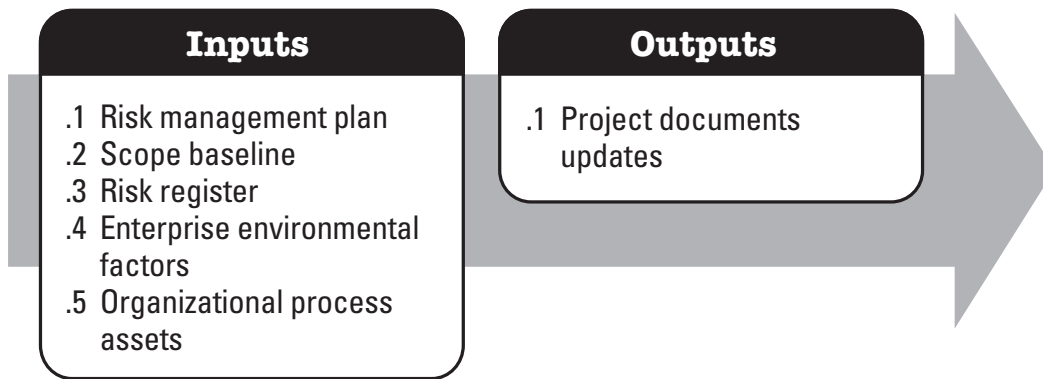 Inputs
.1 Risk management plan
.2 Scope baseline
.3 Risk register
.4 Enterprise environmental
factors
.5 Organizational process
assets
Outputs
.1 Project documents
updates